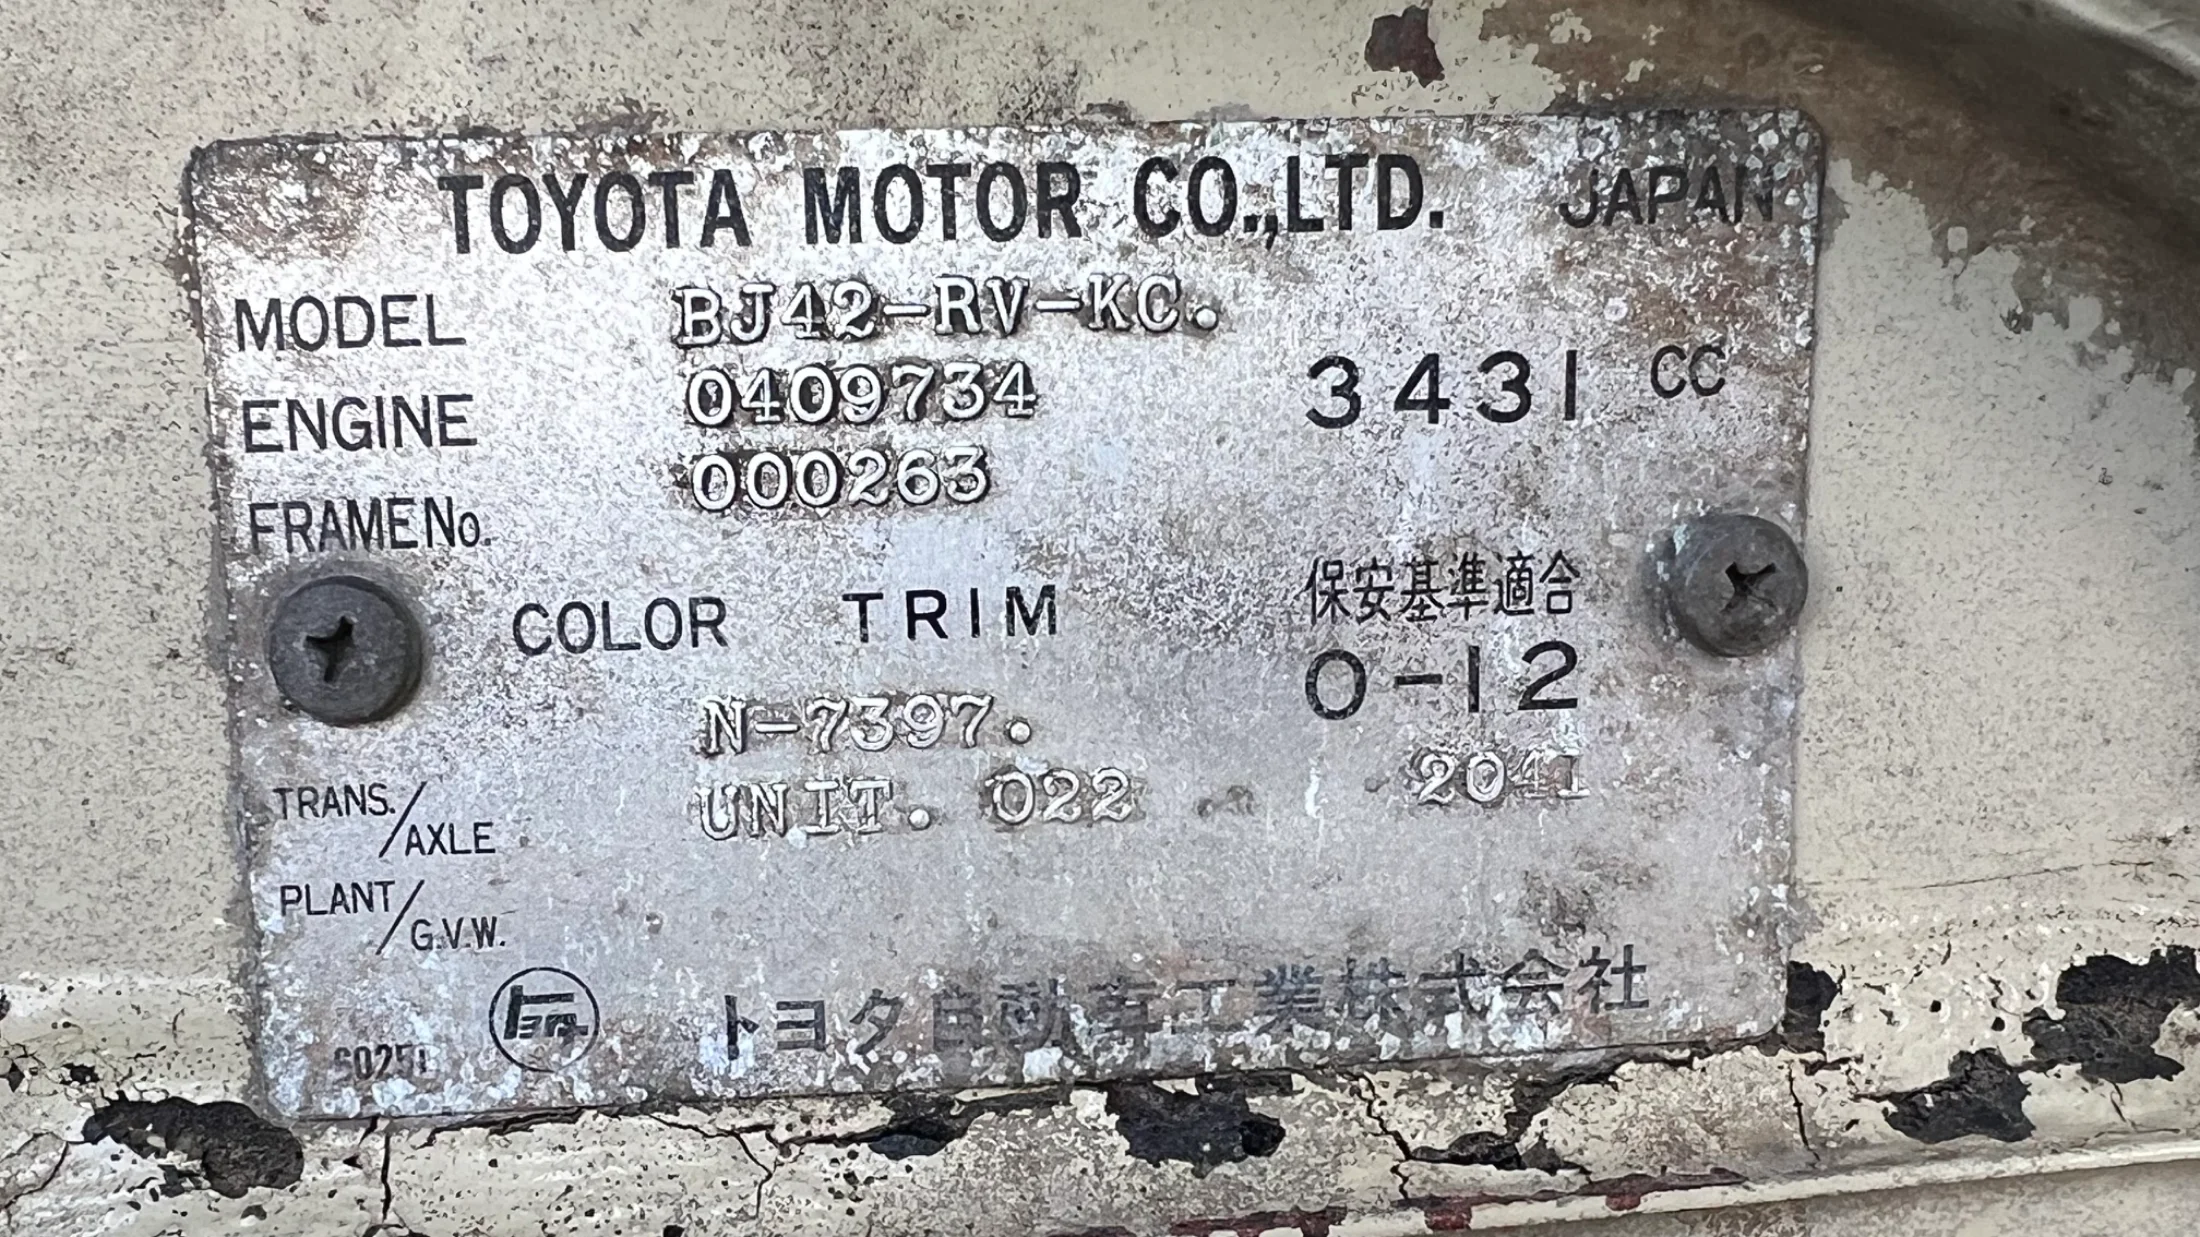 TOYOTA MOTOR CO.,LTD. JAPAN
MODEL BJ42-RV-KC.
ENGINE 0409734 3431 CC
FRAME No. 000263
COLOR TRIM 保安基準適合
0-12
N-7397.
TRANS./AXLE UNIT. 022 2041
PLANT/G.V.W.
トヨタ自動車工業株式会社
60251